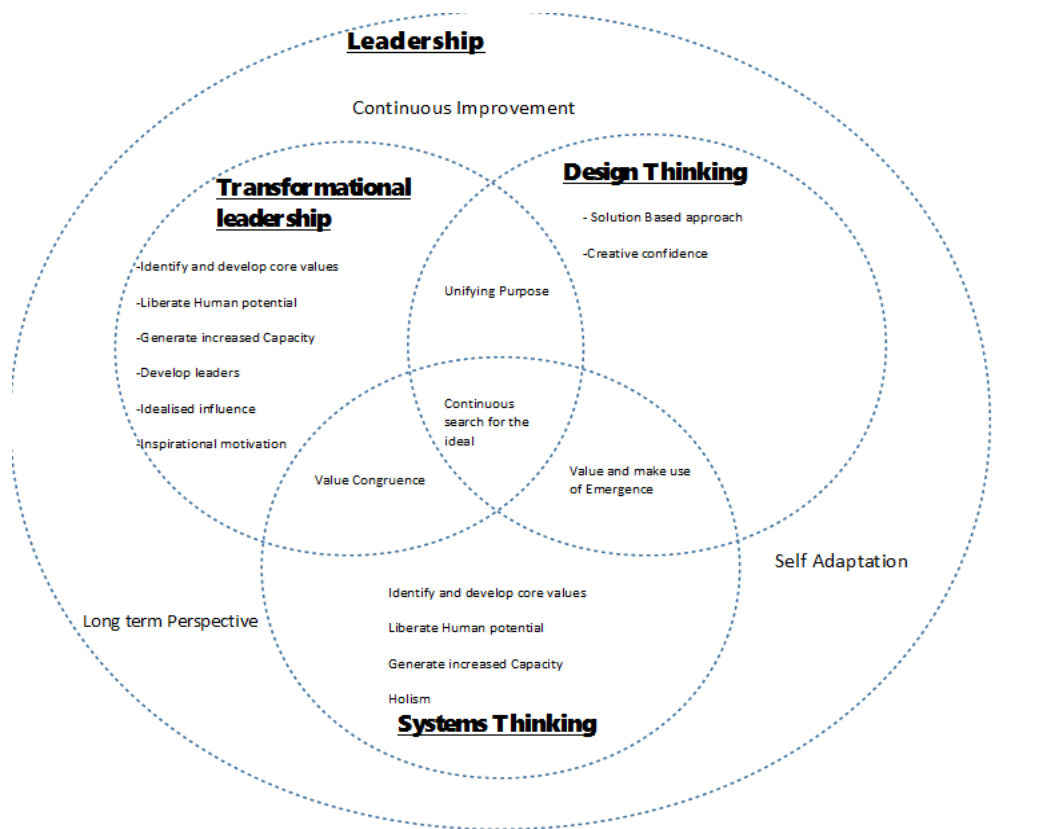 Leadership
Continuous Improvement
Transformational
leadership
-Identify and develop core values
-Liberate Human potential
-Generate increased Capacity
-Develop leaders
-Idealised influence
-Inspirational motivation
Design Thinking
- Solution Based approach
-Creative confidence
Unifying Purpose
Continuous
search for the
ideal
Value Congruence
Value and make use
of Emergence
Self Adaptation
Long term Perspective
Identify and develop core values
Liberate Human potential
Generate increased Capacity
Holism
Systems Thinking